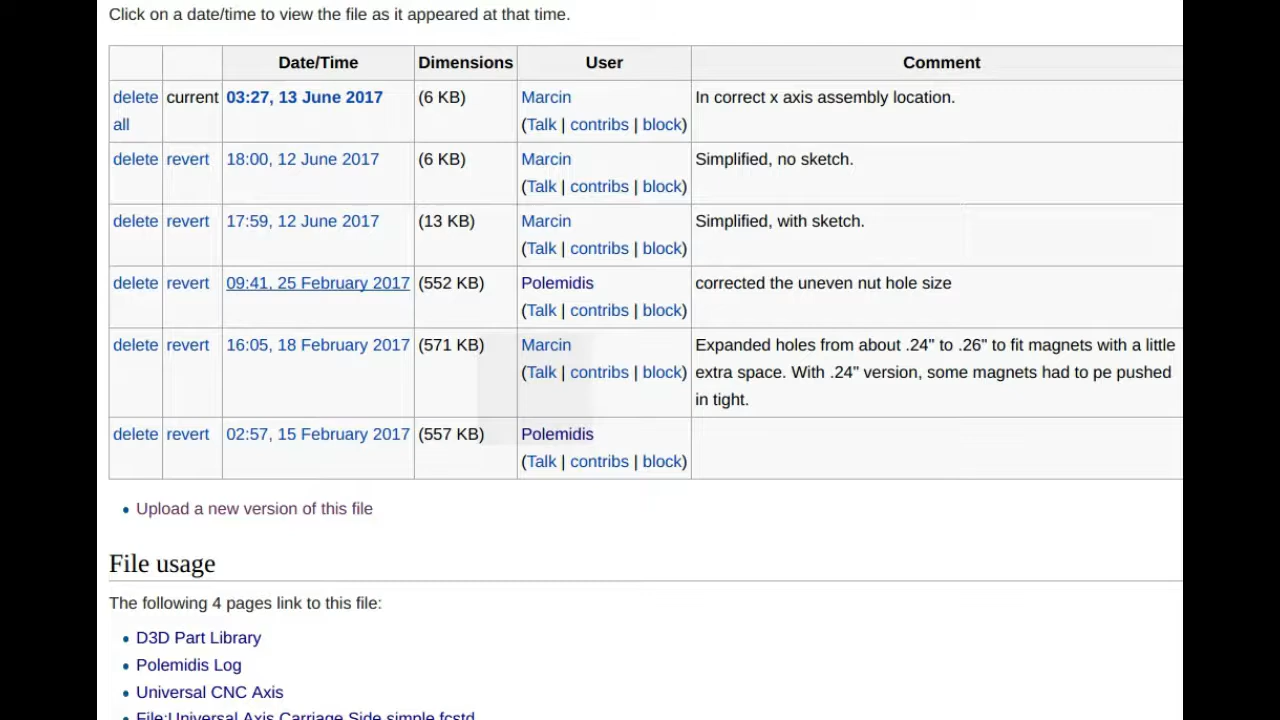 Click on a date/time to view the file as it appeared at that time.
Date/Time Dimensions User Comment
delete all current 03:27, 13 June 2017 (6 KB) Marcin (Talk | contribs | block) In correct x axis assembly location.
delete revert 18:00, 12 June 2017 (6 KB) Marcin (Talk | contribs | block) Simplified, no sketch.
delete revert 17:59, 12 June 2017 (13 KB) Marcin (Talk | contribs | block) Simplified, with sketch.
delete revert 09:41, 25 February 2017 (552 KB) Polemidis (Talk | contribs | block) corrected the uneven nut hole size
delete revert 16:05, 18 February 2017 (571 KB) Marcin (Talk | contribs | block) Expanded holes from about .24" to .26" to fit magnets with a little extra space. With .24" version, some magnets had to pe pushed in tight.
delete revert 02:57, 15 February 2017 (557 KB) Polemidis (Talk | contribs | block)
• Upload a new version of this file
File usage
The following 4 pages link to this file:
• D3D Part Library
• Polemidis Log
• Universal CNC Axis
• File:Universal Axis Carriage Side simple.fcstd